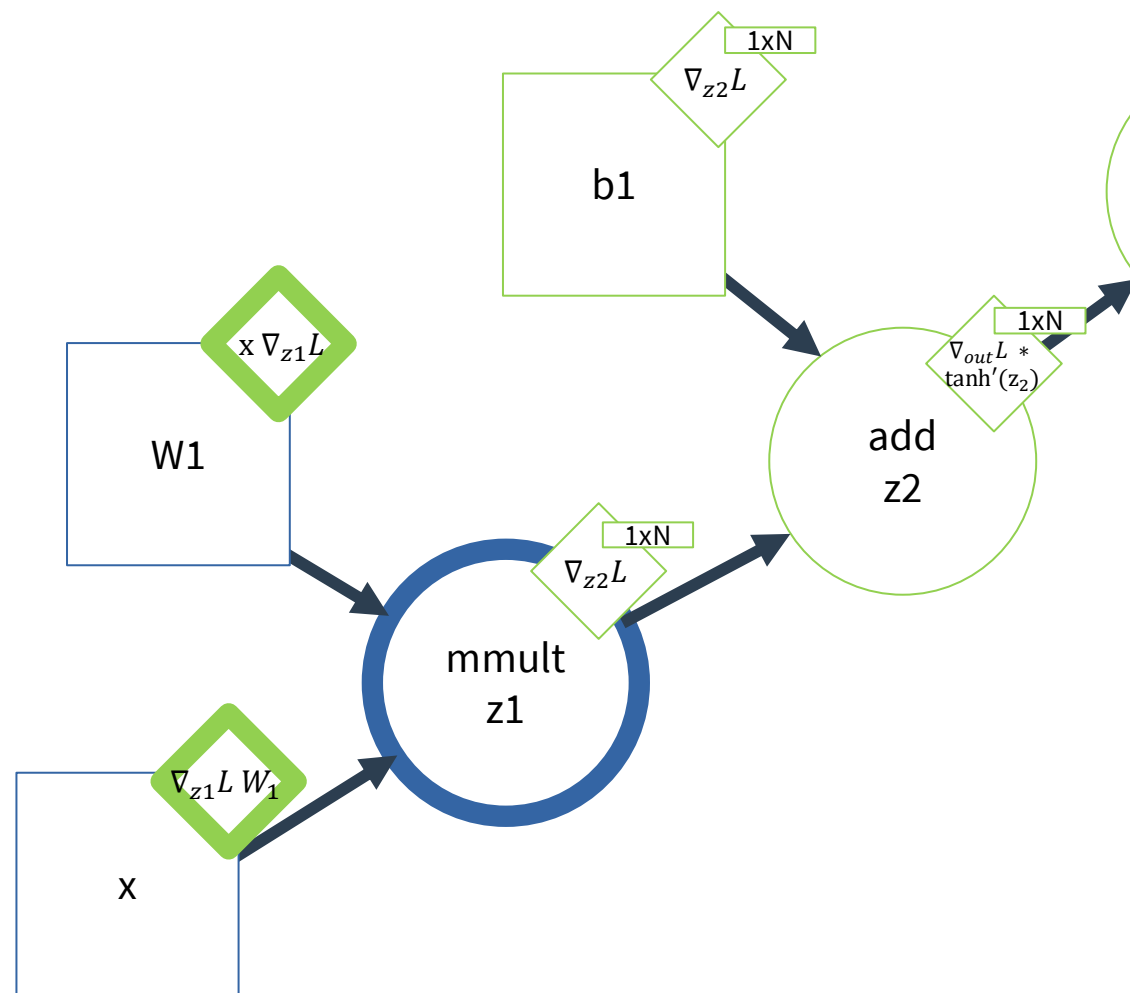 1xN
∇z2L
b1
x ∇z1L
1xN
∇outL *
tanh′(z2)
W1
add
z2
1xN
∇z2L
mmult
z1
∇z1L W1
x